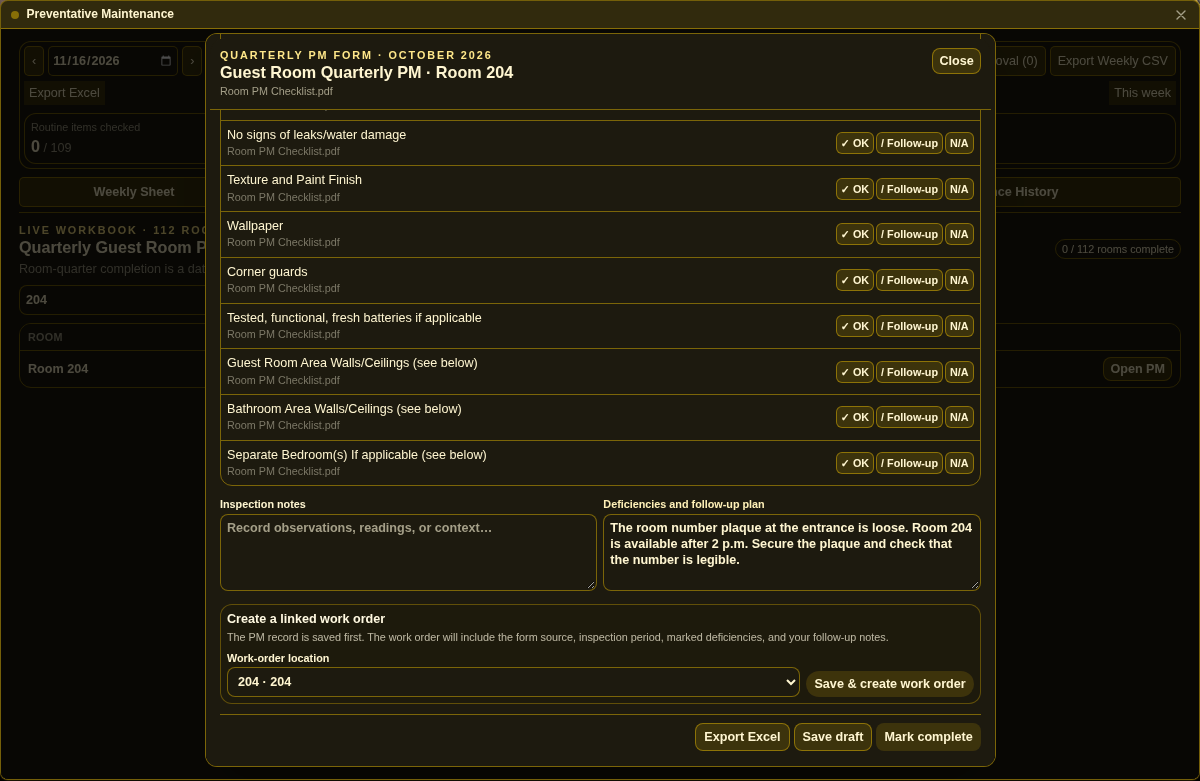 Preventative Maintenance
‹
11/16/2026
›
oval (0)
Export Weekly CSV
Export Excel
This week
Routine items checked
0 / 109
Weekly Sheet
nce History
LIVE WORKBOOK · 112 ROO
Quarterly Guest Room P
Room-quarter completion is a dat
0 / 112 rooms complete
204
ROOM
Room 204
Open PM
QUARTERLY PM FORM · OCTOBER 2026
Guest Room Quarterly PM · Room 204
Room PM Checklist.pdf
Close
No signs of leaks/water damage
Room PM Checklist.pdf
✓ OK / Follow-up N/A
Texture and Paint Finish
Room PM Checklist.pdf
✓ OK / Follow-up N/A
Wallpaper
Room PM Checklist.pdf
✓ OK / Follow-up N/A
Corner guards
Room PM Checklist.pdf
✓ OK / Follow-up N/A
Tested, functional, fresh batteries if applicable
Room PM Checklist.pdf
✓ OK / Follow-up N/A
Guest Room Area Walls/Ceilings (see below)
Room PM Checklist.pdf
✓ OK / Follow-up N/A
Bathroom Area Walls/Ceilings (see below)
Room PM Checklist.pdf
✓ OK / Follow-up N/A
Separate Bedroom(s) If applicable (see below)
Room PM Checklist.pdf
✓ OK / Follow-up N/A
Inspection notes
Record observations, readings, or context…
Deficiencies and follow-up plan
The room number plaque at the entrance is loose. Room 204
is available after 2 p.m. Secure the plaque and check that
the number is legible.
Create a linked work order
The PM record is saved first. The work order will include the form source, inspection period, marked deficiencies, and your follow-up notes.
Work-order location
204 · 204
Save & create work order
Export Excel
Save draft
Mark complete